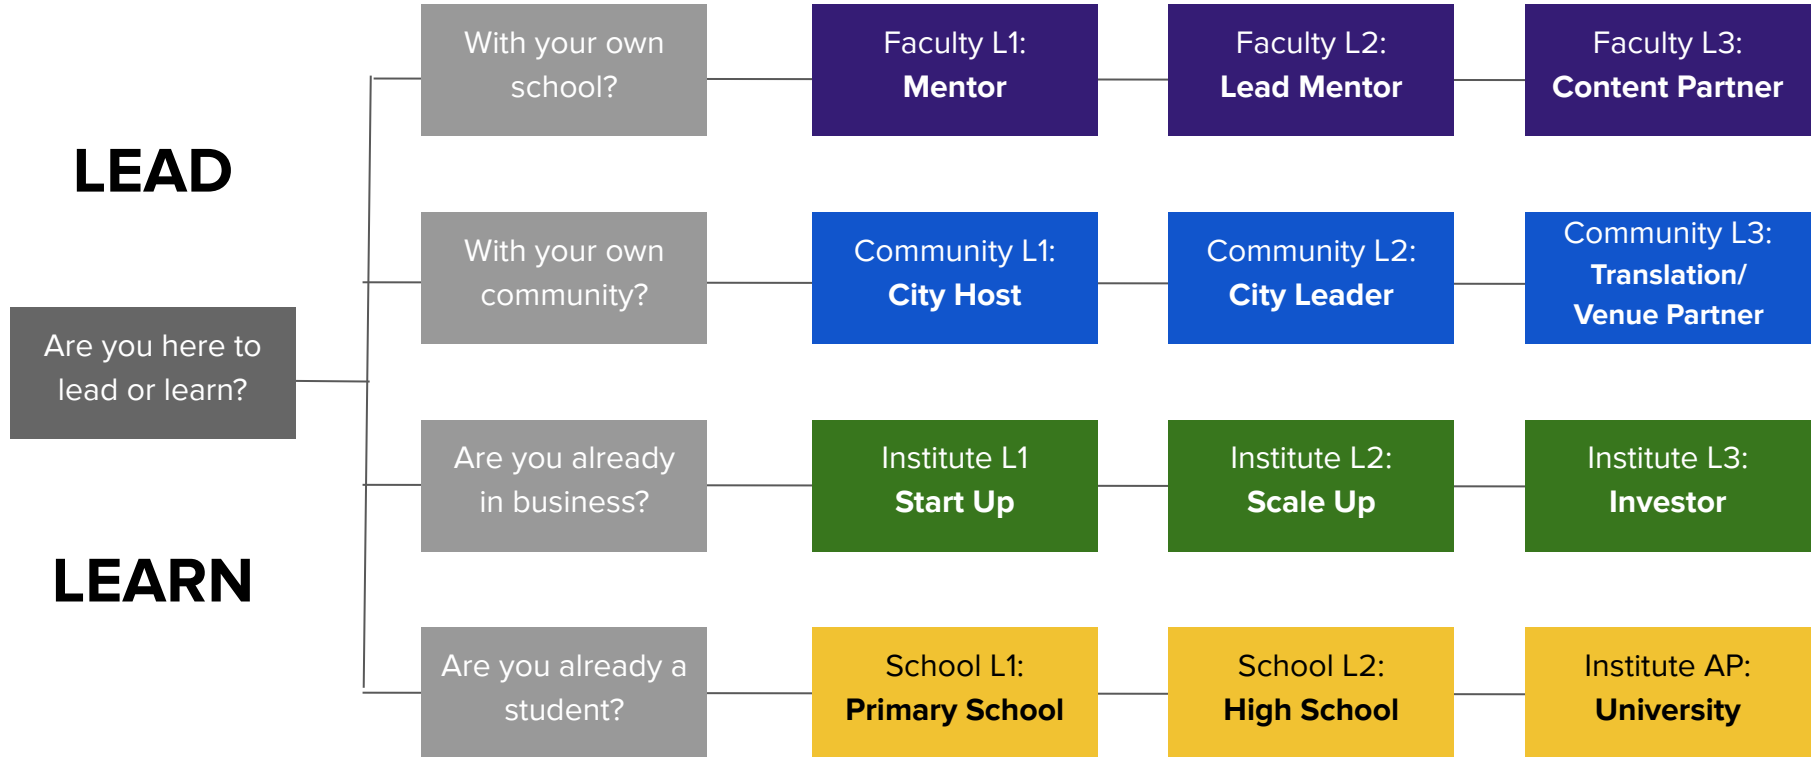 With your own
school?
Faculty L1:
Mentor
Faculty L2:
Lead Mentor
Faculty L3:
Content Partner
LEAD
With your own
community?
Community L1:
City Host
Community L2:
City Leader
Community L3:
Translation/
Venue Partner
Are you here to
lead or learn?
Are you already
in business?
Institute L1
Start Up
Institute L2:
Scale Up
Institute L3:
Investor
LEARN
Are you already a
student?
School L1:
Primary School
School L2:
High School
Institute AP:
University